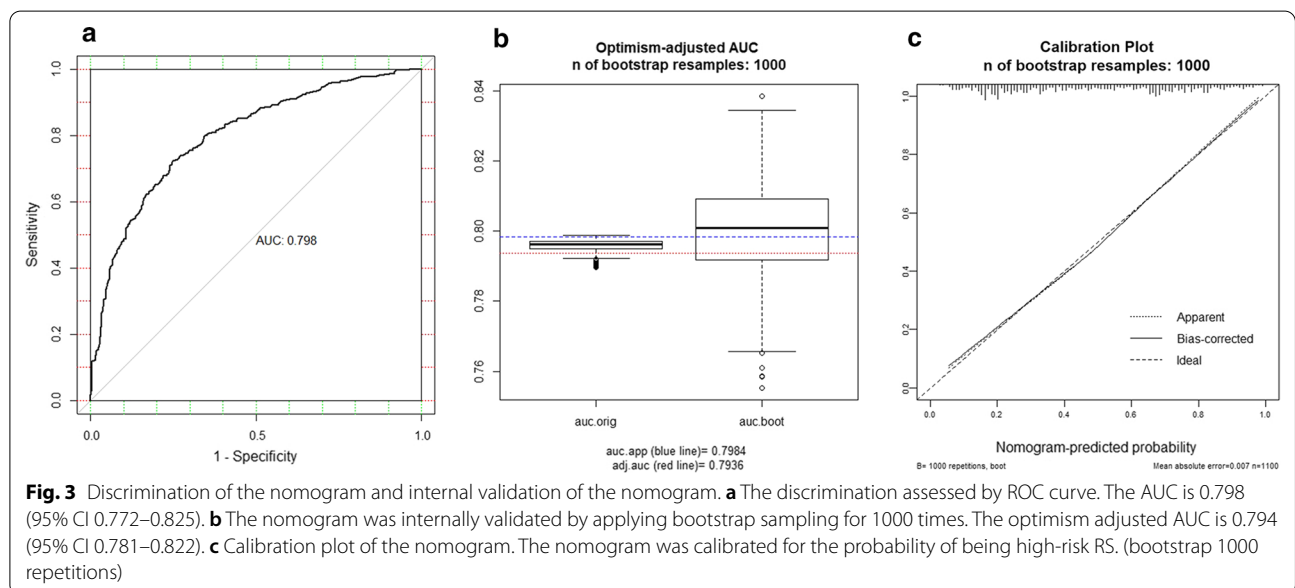 a
1.0
0.8
0.6
0.4
0.2
0.0
Sensitivity
AUC: 0.798
0.0 0.5 1.0
1 - Specificity
b
Optimism-adjusted AUC
n of bootstrap resamples: 1000
0.84
0.82
0.80
0.78
0.76
auc.orig auc.boot
auc.app (blue line)= 0.7984
adj.auc (red line)= 0.7936
c
Calibration Plot
n of bootstrap resamples: 1000
1.0
0.8
0.6
0.4
0.2
0.0
Apparent
Bias-corrected
Ideal
0.0 0.2 0.4 0.6 0.8 1.0
Nomogram-predicted probability
B= 1000 repetitions, boot
Mean absolute error=0.007 n=1100
Fig. 3 Discrimination of the nomogram and internal validation of the nomogram. a The discrimination assessed by ROC curve. The AUC is 0.798
(95% CI 0.772–0.825). b The nomogram was internally validated by applying bootstrap sampling for 1000 times. The optimism adjusted AUC is 0.794
(95% CI 0.781–0.822). c Calibration plot of the nomogram. The nomogram was calibrated for the probability of being high-risk RS. (bootstrap 1000
repetitions)